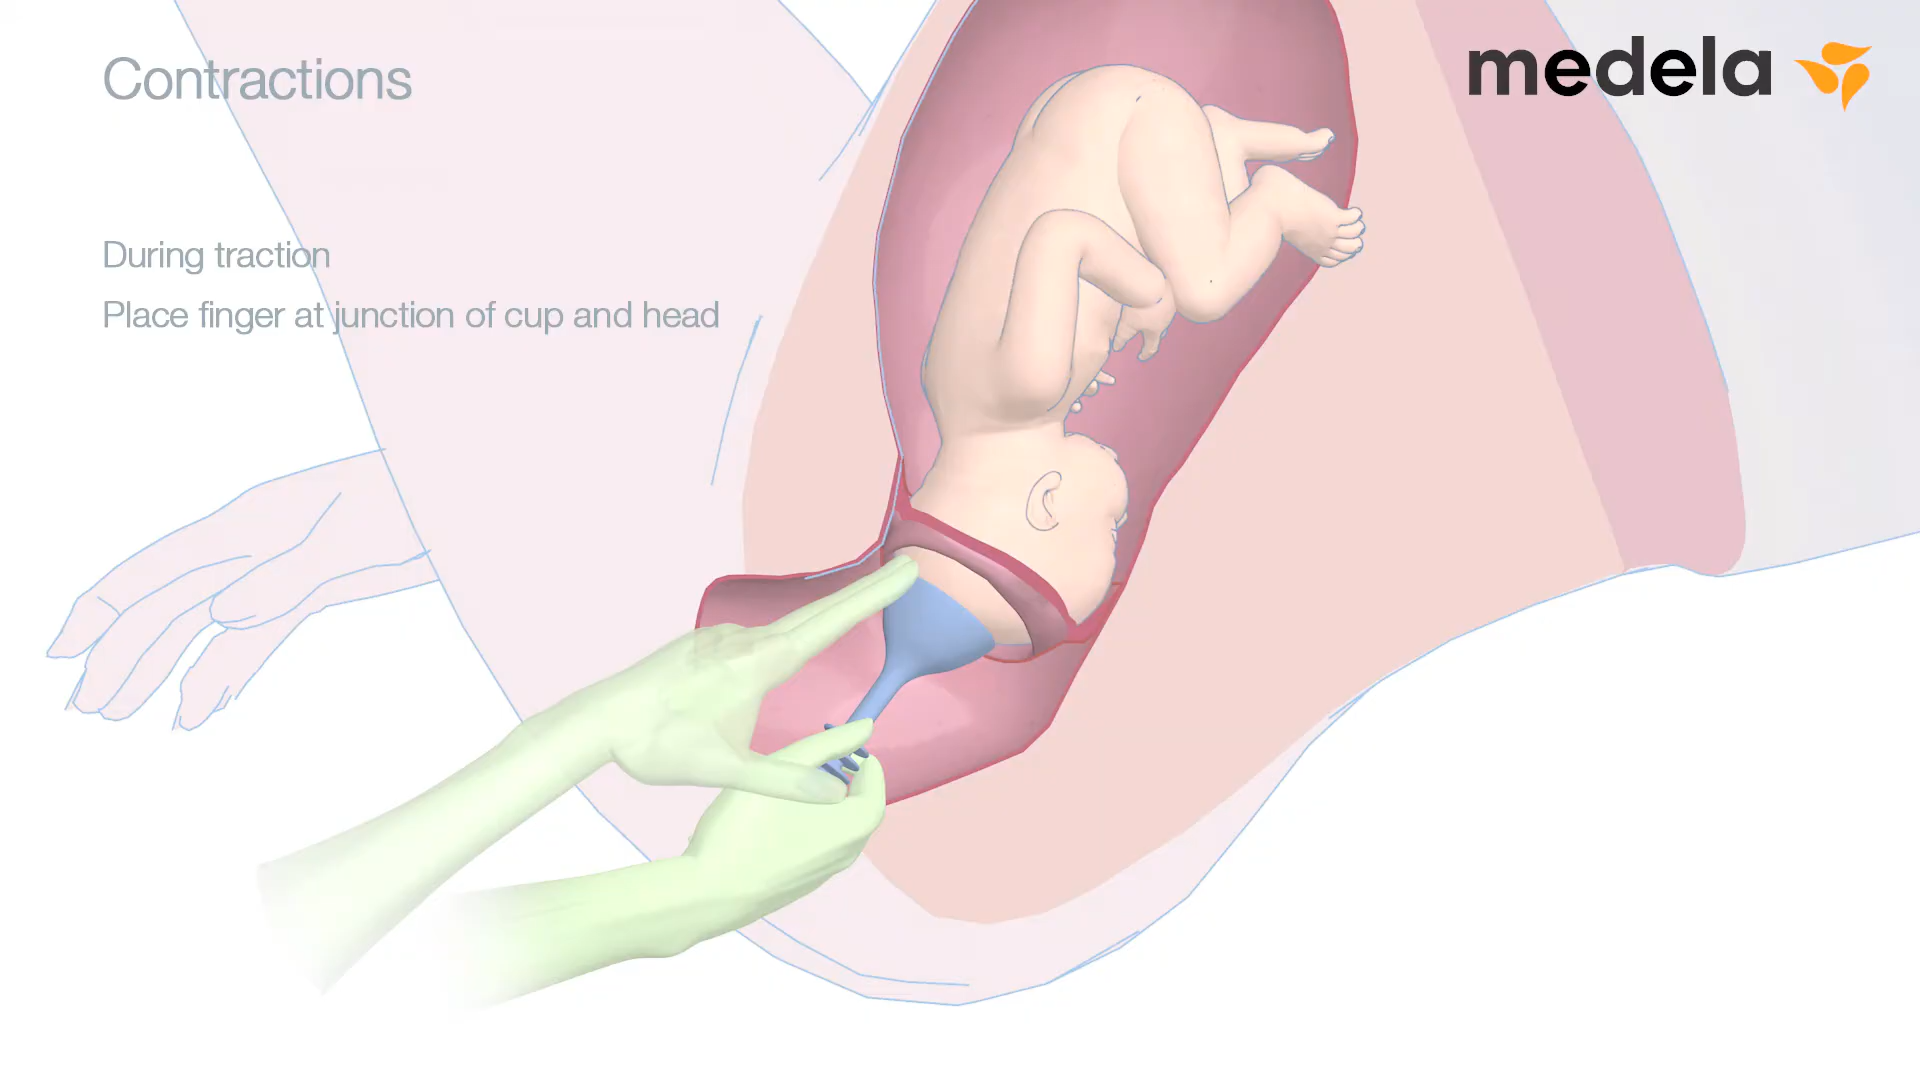 Contractions
medela
During traction
Place finger at junction of cup and head